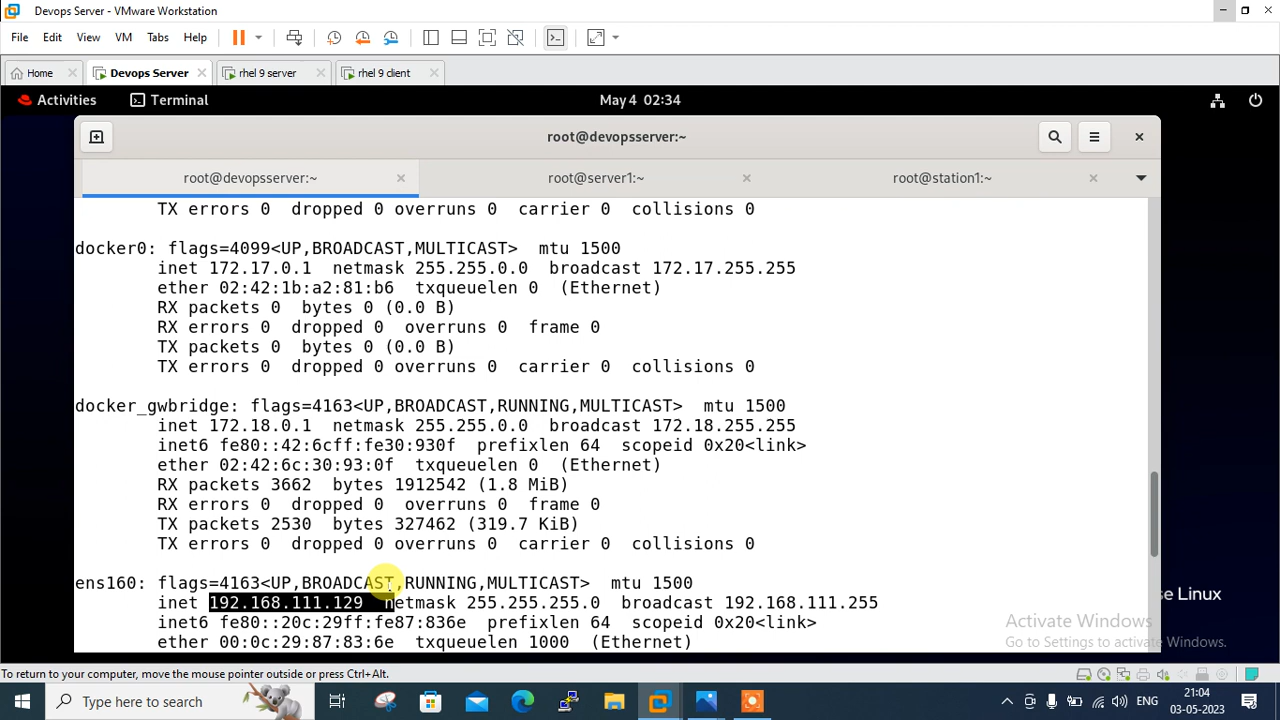 Devops Server - VMware Workstation
File Edit View VM Tabs Help
Home Devops Server rhel 9 server rhel 9 client
Activities Terminal May 4 02:34
root@devopsserver:~
root@devopsserver:~ root@server1:~ root@station1:~
TX errors 0 dropped 0 overruns 0 carrier 0 collisions 0
docker0: flags=4099<UP,BROADCAST,MULTICAST> mtu 1500
inet 172.17.0.1 netmask 255.255.0.0 broadcast 172.17.255.255
ether 02:42:1b:a2:81:b6 txqueuelen 0 (Ethernet)
RX packets 0 bytes 0 (0.0 B)
RX errors 0 dropped 0 overruns 0 frame 0
TX packets 0 bytes 0 (0.0 B)
TX errors 0 dropped 0 overruns 0 carrier 0 collisions 0
docker_gwbridge: flags=4163<UP,BROADCAST,RUNNING,MULTICAST> mtu 1500
inet 172.18.0.1 netmask 255.255.0.0 broadcast 172.18.255.255
inet6 fe80::42:6cff:fe30:930f prefixlen 64 scopeid 0x20<link>
ether 02:42:6c:30:93:0f txqueuelen 0 (Ethernet)
RX packets 3662 bytes 1912542 (1.8 MiB)
RX errors 0 dropped 0 overruns 0 frame 0
TX packets 2530 bytes 327462 (319.7 KiB)
TX errors 0 dropped 0 overruns 0 carrier 0 collisions 0
ens160: flags=4163<UP,BROADCAST,RUNNING,MULTICAST> mtu 1500
inet 192.168.111.129 netmask 255.255.255.0 broadcast 192.168.111.255
inet6 fe80::20c:29ff:fe87:836e prefixlen 64 scopeid 0x20<link>
ether 00:0c:29:87:83:6e txqueuelen 1000 (Ethernet)
se Linux
Activate Windows
Go to Settings to activate Windows.
To return to your computer, move the mouse pointer outside or press Ctrl+Alt.
Type here to search
ENG
21:04
03-05-2023